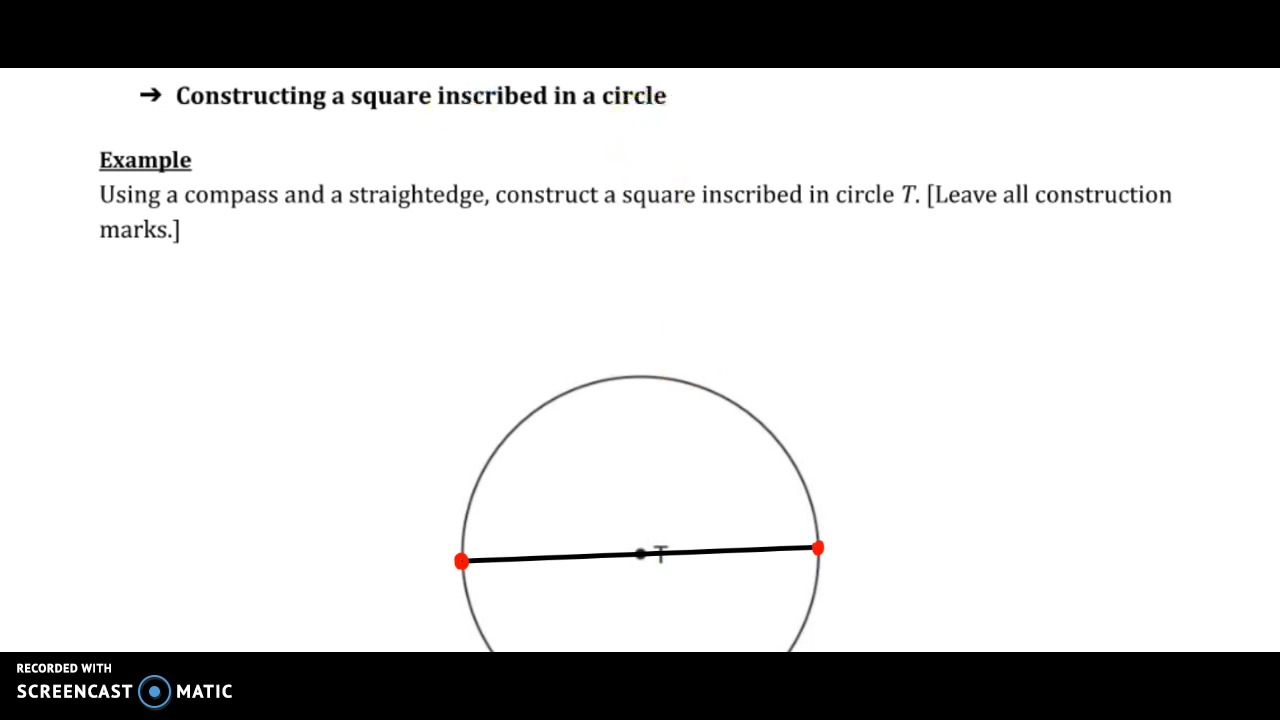 ➔ Constructing a square inscribed in a circle
Example
Using a compass and a straightedge, construct a square inscribed in circle T. [Leave all construction
marks.]
T
RECORDED WITH
SCREENCAST MATIC